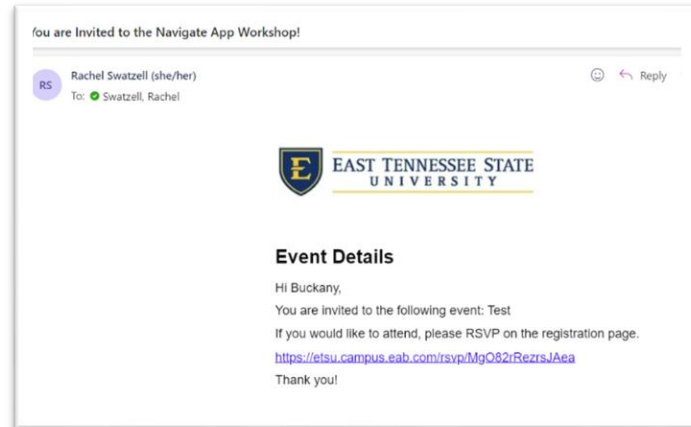 You are Invited to the Navigate App Workshop!
RS
Rachel Swatzell (she/her)
Reply
To: Swatzell, Rachel
E
EAST TENNESSEE STATE
UNIVERSITY
Event Details
Hi Buckany,
You are invited to the following event: Test
If you would like to attend, please RSVP on the registration page.
https://etsu.campus.eab.com/rsvp/MgO82rRezrsJAea
Thank you!